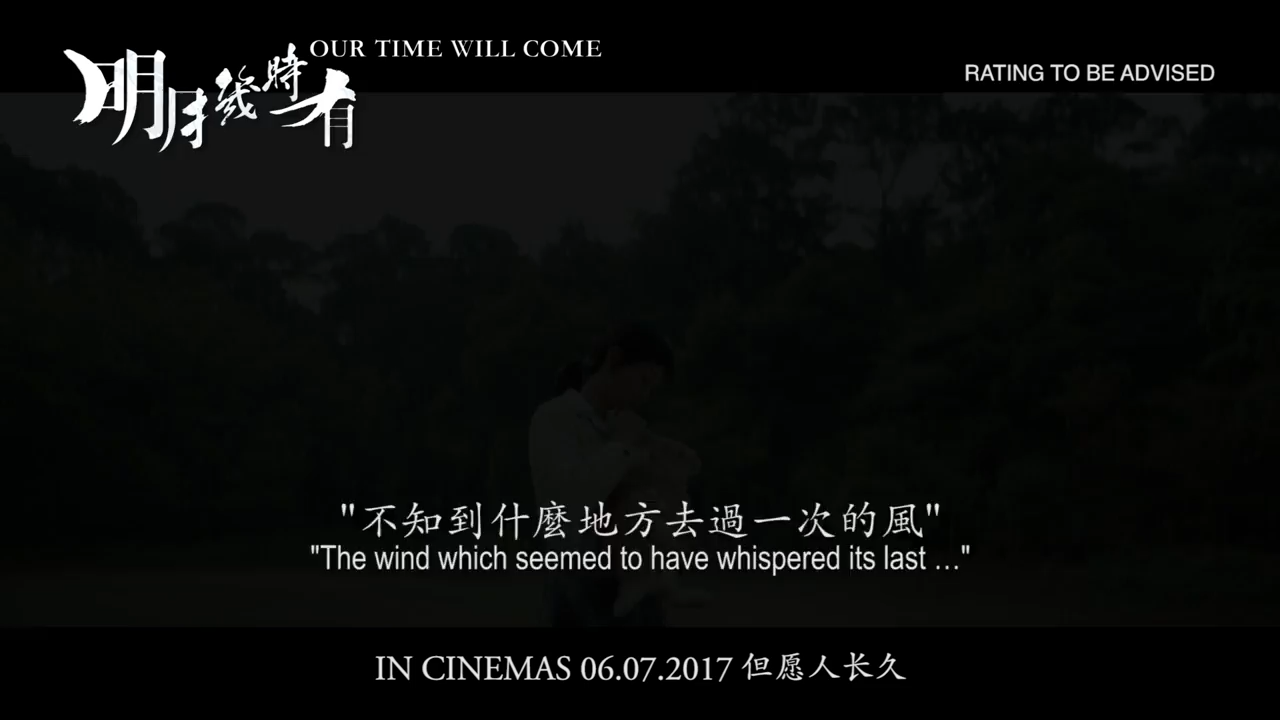 OUR TIME WILL COME
明月幾時有
RATING TO BE ADVISED
"不知到什麼地方去過一次的風"
"The wind which seemed to have whispered its last ..."
IN CINEMAS 06.07.2017 但愿人长久